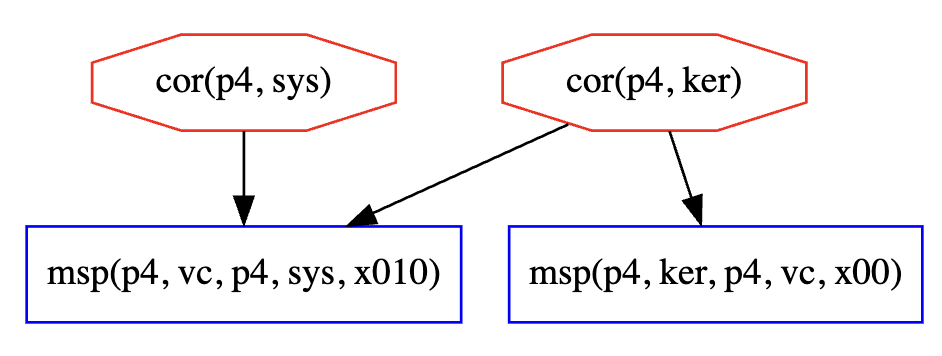 cor(p4, sys)
cor(p4, ker)
msp(p4, vc, p4, sys, x010)
msp(p4, ker, p4, vc, x00)